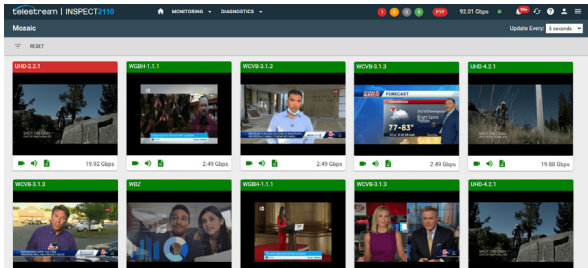 telestream | INSPECT2110 MONITORING DIAGNOSTICS PTP 92.01 Gbps 99+
Mosaic Update Every: 5 seconds
RESET
UHD-2.2.1 WGBH-1.1.1 WCVB-3.1.3 WCVB-3.1.3 UHD-4.2.1
FORECAST
77-83°
19.92 Gbps 2.49 Gbps 2.49 Gbps 2.49 Gbps 19.88 Gbps
WCVB-3.1.3 WBZ WGBH-1.1.1 WCVB-3.1.3 UHD-4.2.1